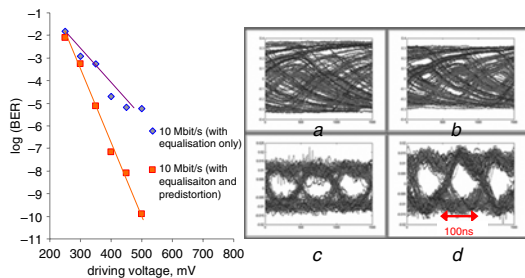 −1
−2
−3
−4
−5
−6
−7
−8
−9
−10
−11
log (BER)
200 300 400 500 600 700 800
driving voltage, mV
10 Mbit/s (with
equalisation only)
10 Mbit/s (with
equalisaiton and
predistortion)
a
b
c
d
100ns